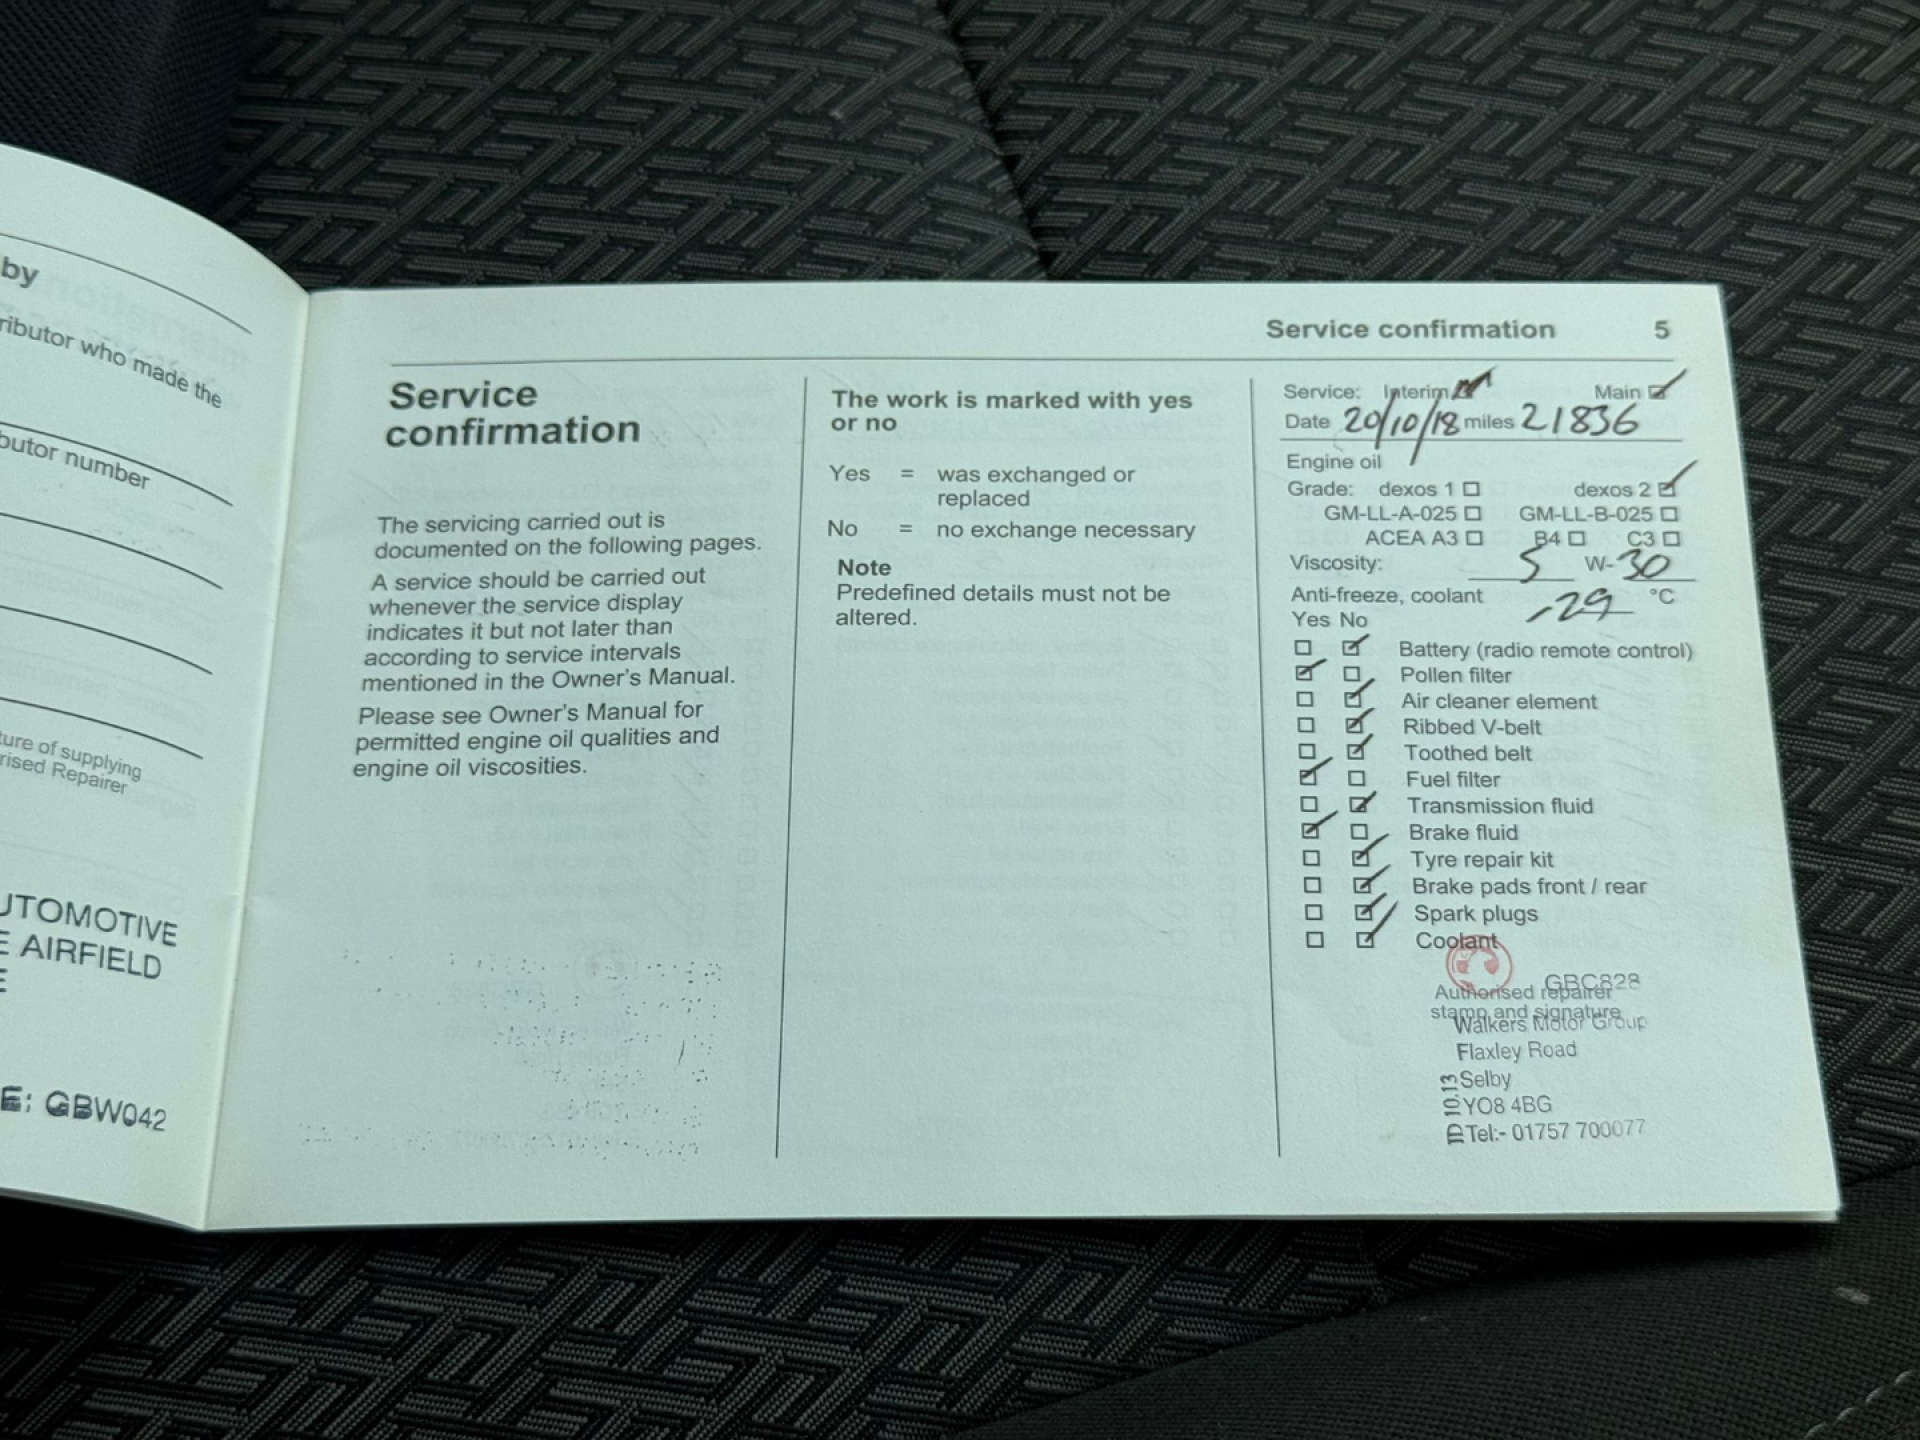 by
ributor who made the
butor number
ture of supplying
rised Repairer
UTOMOTIVE
E AIRFIELD
E
E: GBW042
Service confirmation 5
Service
confirmation
The servicing carried out is
documented on the following pages.
A service should be carried out
whenever the service display
indicates it but not later than
according to service intervals
mentioned in the Owner's Manual.
Please see Owner's Manual for
permitted engine oil qualities and
engine oil viscosities.
The work is marked with yes
or no
Yes = was exchanged or
replaced
No = no exchange necessary
Note
Predefined details must not be
altered.
Service: Interim Main
Date 20/10/18 miles 21836
Engine oil
Grade: dexos 1 dexos 2
GM-LL-A-025 GM-LL-B-025
ACEA A3 B4 C3
Viscosity: 5 W-30
Anti-freeze, coolant -29 °C
Yes No
Battery (radio remote control)
Pollen filter
Air cleaner element
Ribbed V-belt
Toothed belt
Fuel filter
Transmission fluid
Brake fluid
Tyre repair kit
Brake pads front / rear
Spark plugs
Coolant
GBC828
Authorised repairer
stamp and signature
Walkers Motor Group
Flaxley Road
Selby
YO8 4BG
Tel:- 01757 700077
ID 10.13